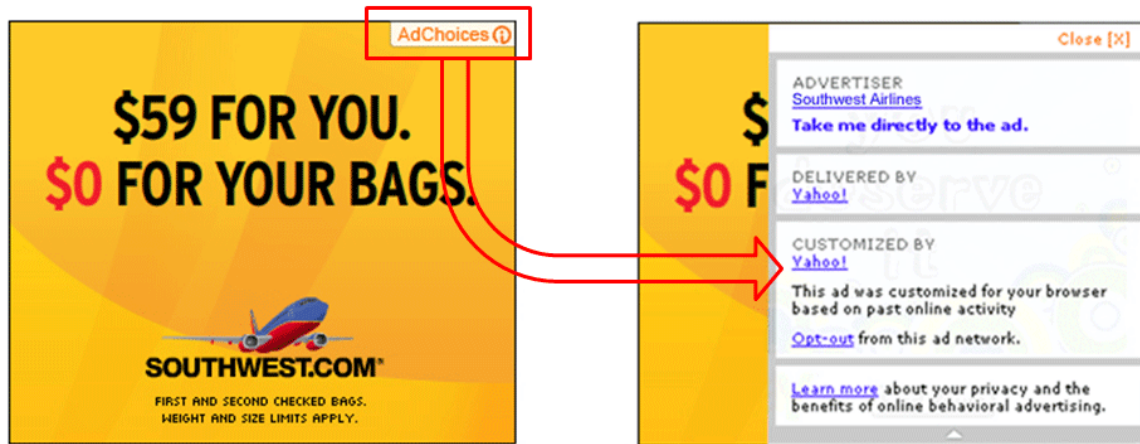 AdChoices
$59 FOR YOU.
$0 FOR YOUR BAGS.
SOUTHWEST.COM®
FIRST AND SECOND CHECKED BAGS.
WEIGHT AND SIZE LIMITS APPLY.
Close [X]
$
$0 F
ADVERTISER
Southwest Airlines
Take me directly to the ad.
DELIVERED BY
Yahoo!
CUSTOMIZED BY
Yahoo!
This ad was customized for your browser
based on past online activity
Opt-out from this ad network.
Learn more about your privacy and the
benefits of online behavioral advertising.